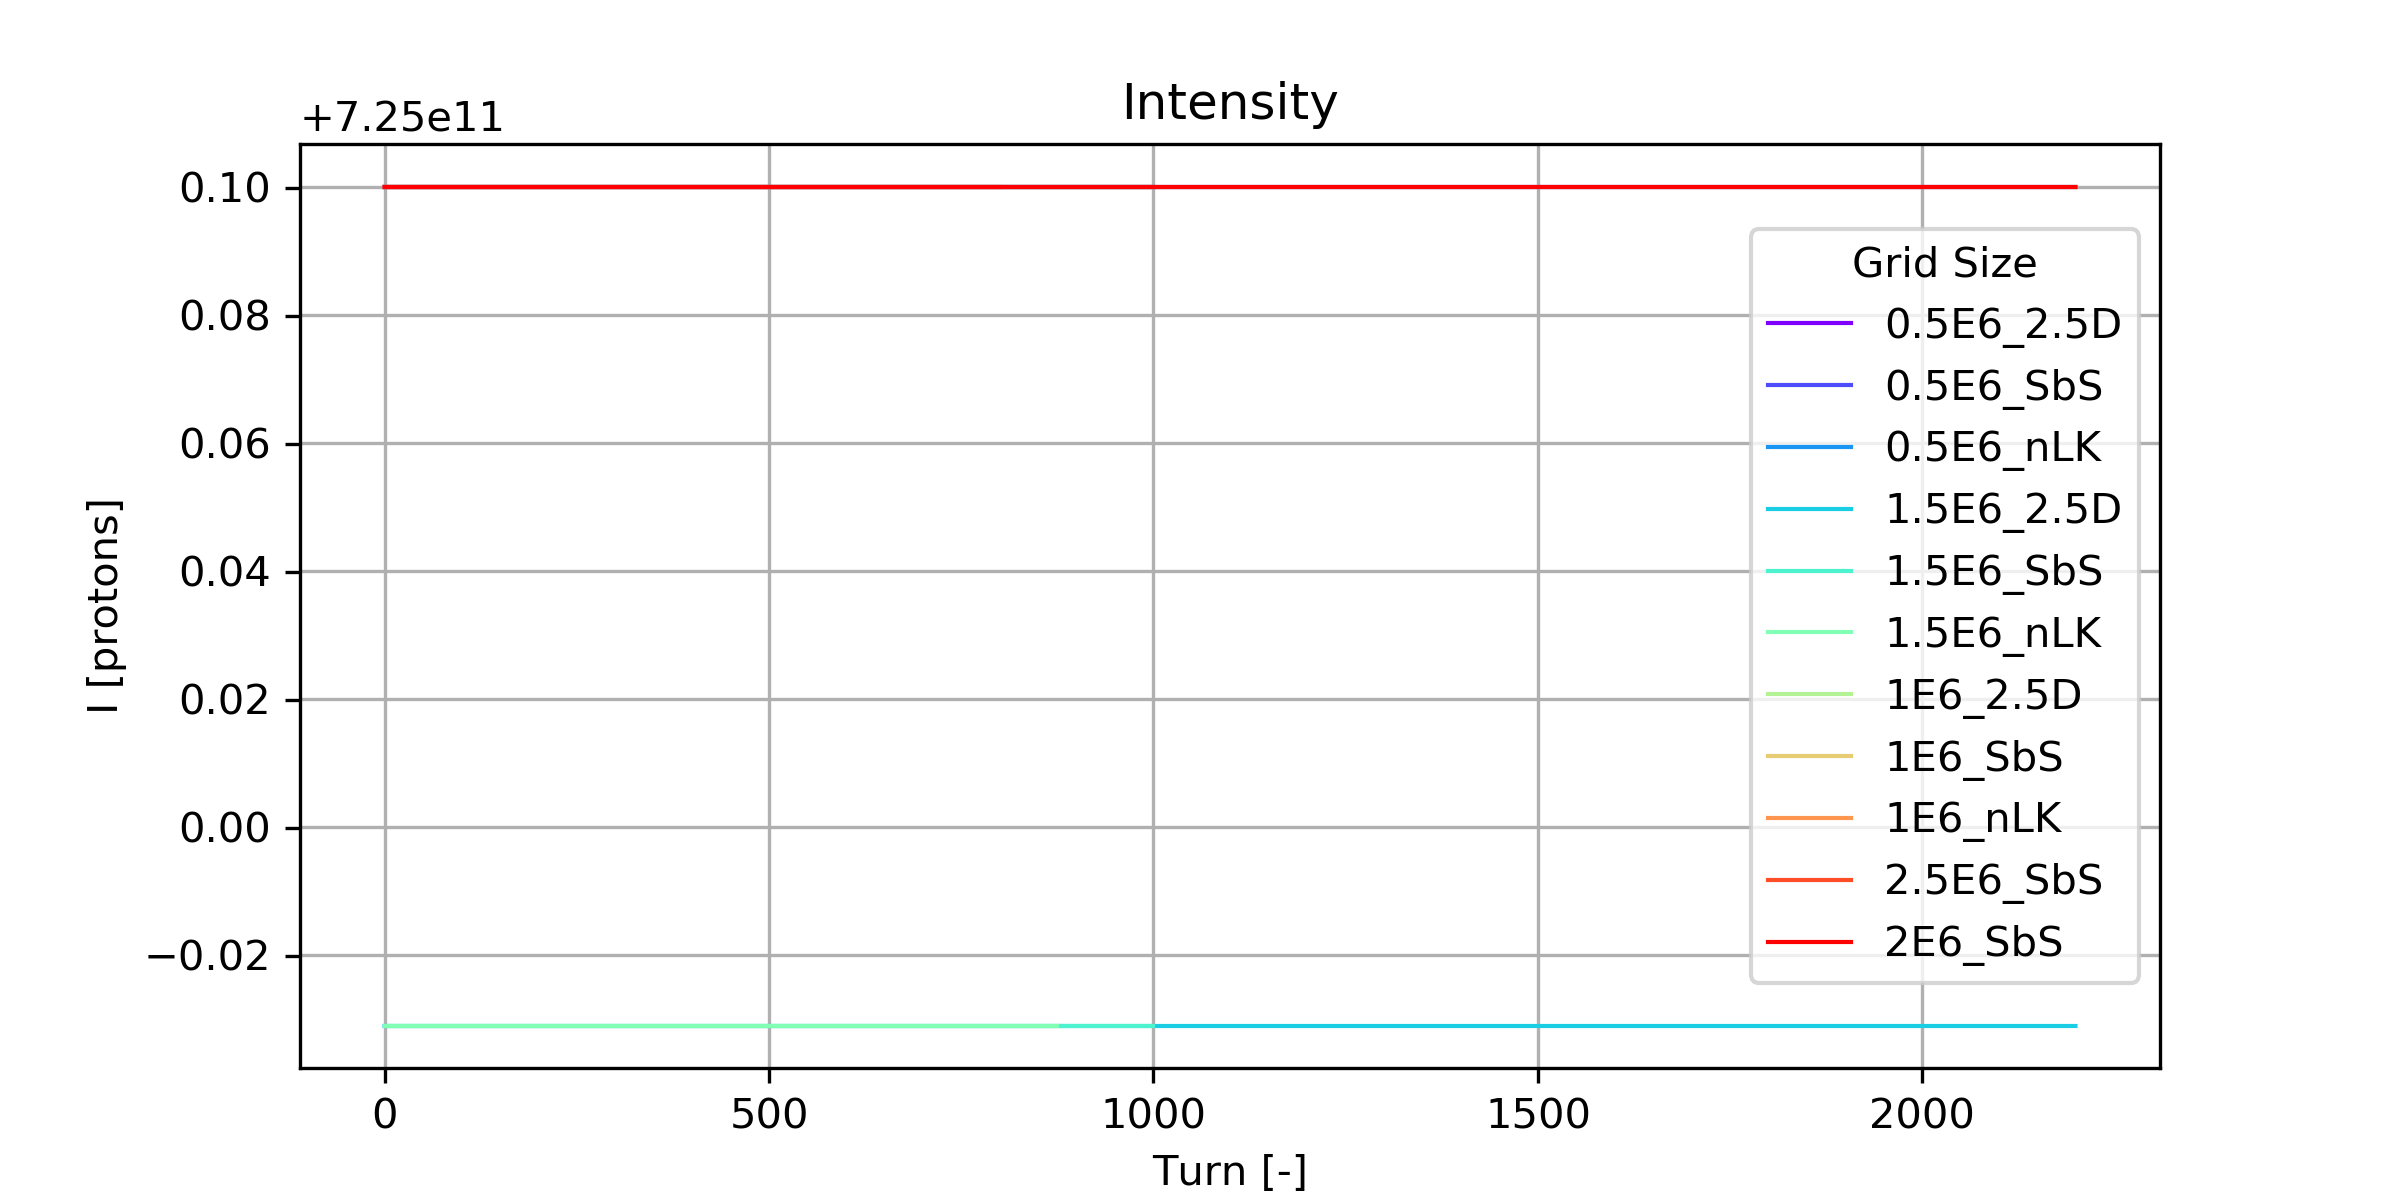 Intensity
+7.25e11
0.10
0.08
0.06
0.04
0.02
0.00
−0.02
I [protons]
Grid Size
0.5E6_2.5D
0.5E6_SbS
0.5E6_nLK
1.5E6_2.5D
1.5E6_SbS
1.5E6_nLK
1E6_2.5D
1E6_SbS
1E6_nLK
2.5E6_SbS
2E6_SbS
0 500 1000 1500 2000
Turn [-]